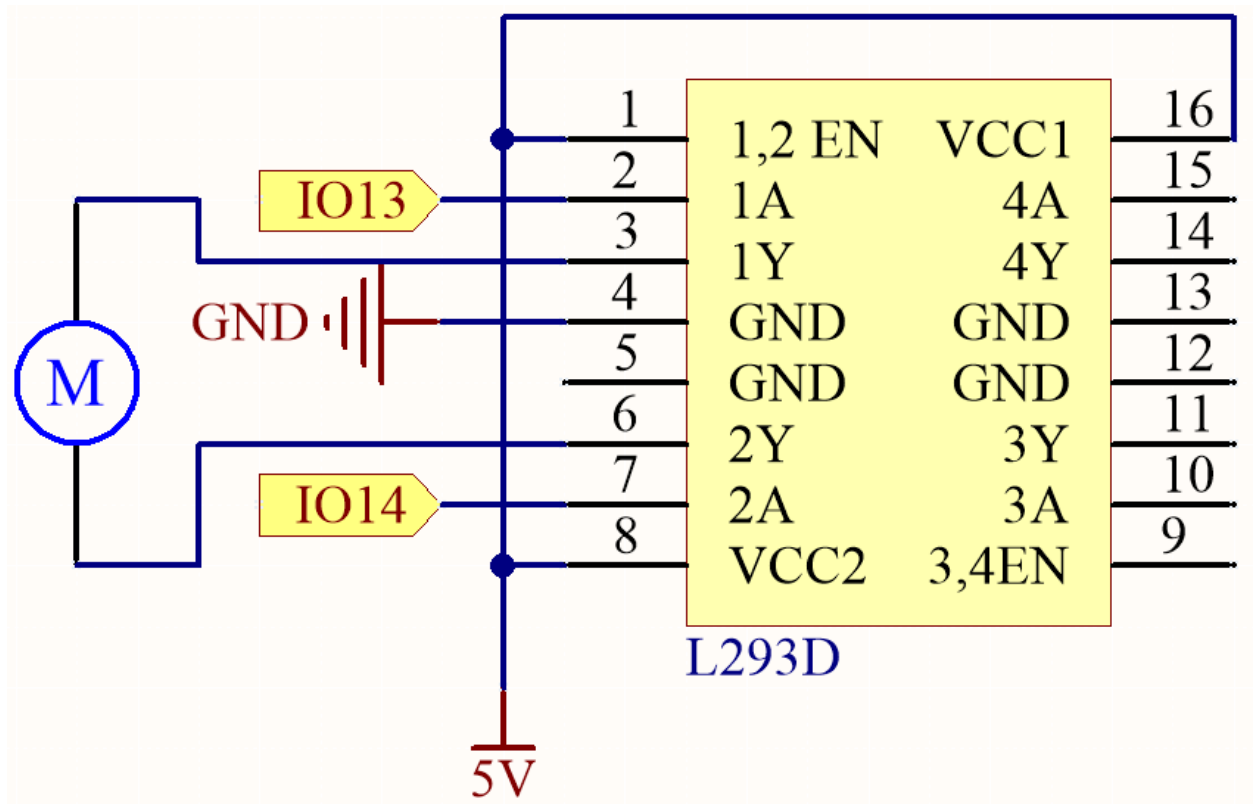 1 16
1,2 EN VCC1
2 15
IO13 1A 4A
3 14
1Y 4Y
4 13
GND GND GND
5 12
M GND GND
6 11
2Y 3Y
7 10
IO14 2A 3A
8 9
VCC2 3,4EN
L293D
5V